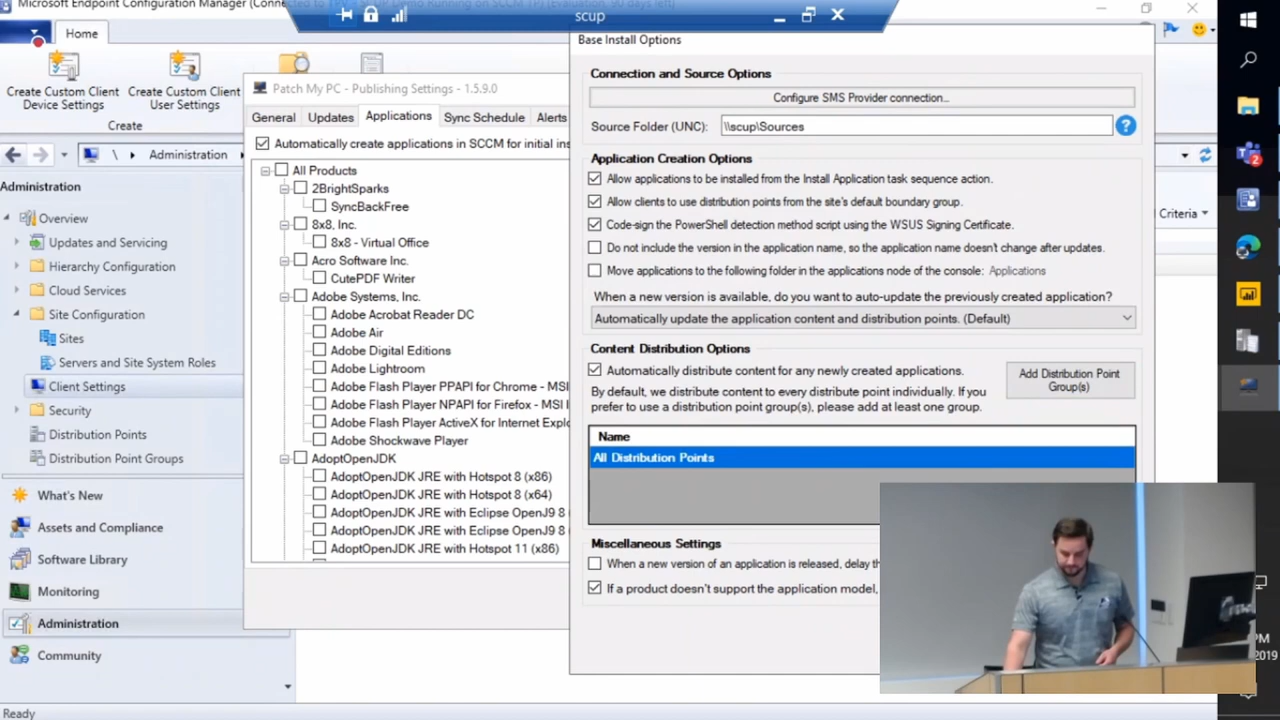 Microsoft Endpoint Configuration Manager (Connected to
scup
Home
Create Custom Client
Device Settings
Create Custom Client
User Settings
Create
\ Administration
Criteria
Administration
Overview
Updates and Servicing
Hierarchy Configuration
Cloud Services
Site Configuration
Sites
Servers and Site System Roles
Client Settings
Security
Distribution Points
Distribution Point Groups
What's New
Assets and Compliance
Software Library
Monitoring
Administration
Community
Ready
Patch My PC - Publishing Settings - 1.5.9.0
General
Updates
Applications
Sync Schedule
Alerts
Automatically create applications in SCCM for initial ins
All Products
2BrightSparks
SyncBackFree
8x8, Inc.
8x8 - Virtual Office
Acro Software Inc.
CutePDF Writer
Adobe Systems, Inc.
Adobe Acrobat Reader DC
Adobe Air
Adobe Digital Editions
Adobe Lightroom
Adobe Flash Player PPAPI for Chrome - MSI
Adobe Flash Player NPAPI for Firefox - MSI I
Adobe Flash Player ActiveX for Internet Explo
Adobe Shockwave Player
AdoptOpenJDK
AdoptOpenJDK JRE with Hotspot 8 (x86)
AdoptOpenJDK JRE with Hotspot 8 (x64)
AdoptOpenJDK JRE with Eclipse OpenJ9 8
AdoptOpenJDK JRE with Eclipse OpenJ9 8
AdoptOpenJDK JRE with Hotspot 11 (x86)
Base Install Options
Connection and Source Options
Configure SMS Provider connection...
Source Folder (UNC): \\scup\Sources
?
Application Creation Options
Allow applications to be installed from the Install Application task sequence action.
Allow clients to use distribution points from the site's default boundary group.
Code-sign the PowerShell detection method script using the WSUS Signing Certificate.
Do not include the version in the application name, so the application name doesn't change after updates.
Move applications to the following folder in the applications node of the console: Applications
When a new version is available, do you want to auto-update the previously created application?
Automatically update the application content and distribution points. (Default)
Content Distribution Options
Automatically distribute content for any newly created applications.
By default, we distribute content to every distribution point individually. If you
prefer to use a distribution point group(s), please add at least one group.
Add Distribution Point
Group(s)
Name
All Distribution Points
Miscellaneous Settings
When a new version of an application is released, delay th
If a product doesn't support the application model,
2
PM
2019